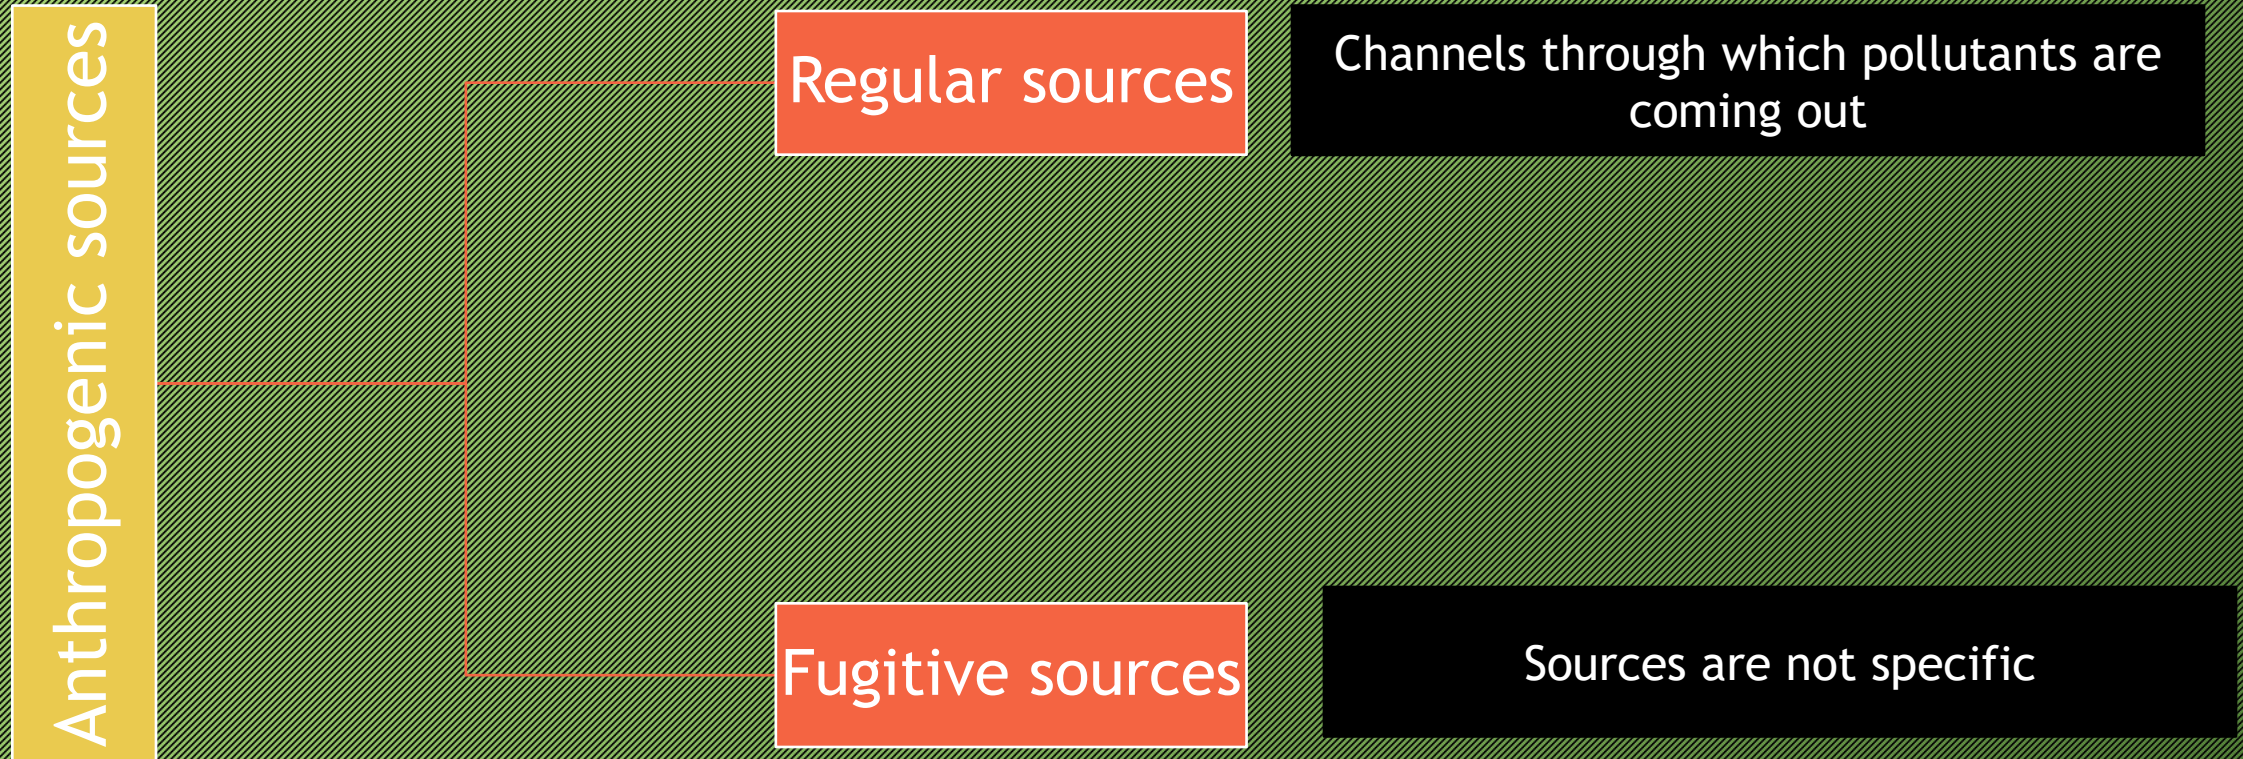 Anthropogenic sources
Regular sources
Channels through which pollutants are
coming out
Fugitive sources
Sources are not specific